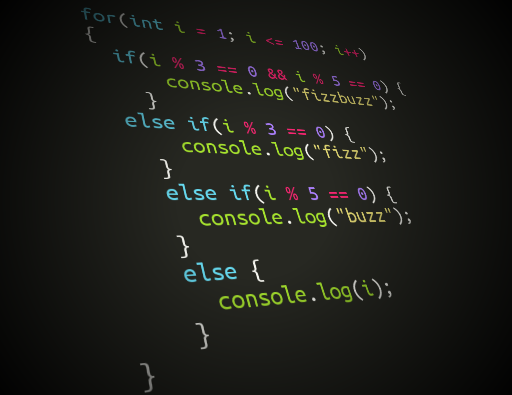 for(int i = 1; i <= 100; i++)
{
if(i % 3 == 0 && i % 5 == 0) {
console.log("fizzbuzz");
}
else if(i % 3 == 0) {
console.log("fizz");
}
else if(i % 5 == 0) {
console.log("buzz");
}
else {
console.log(i);
}
}